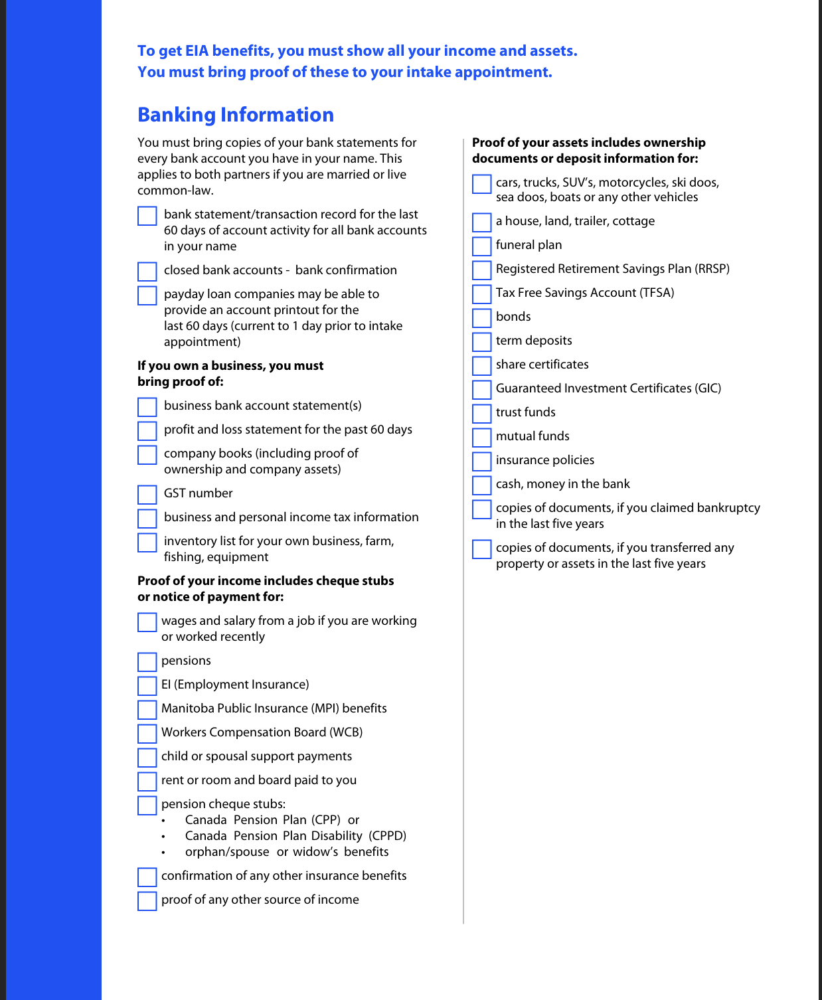 To get EIA benefits, you must show all your income and assets.
You must bring proof of these to your intake appointment.
Banking Information
You must bring copies of your bank statements for
every bank account you have in your name. This
applies to both partners if you are married or live
common-law.
bank statement/transaction record for the last
60 days of account activity for all bank accounts
in your name
closed bank accounts -  bank confirmation
payday loan companies may be able to
provide an account printout for the
last 60 days (current to 1 day prior to intake
appointment)
If you own a business, you must
bring proof of:
business bank account statement(s)
profit and loss statement for the past 60 days
company books (including proof of
ownership and company assets)
GST number
business and personal income tax information
inventory list for your own business, farm,
fishing, equipment
Proof of your income includes cheque stubs
or notice of payment for:
wages and salary from a job if you are working
or worked recently
pensions
EI (Employment Insurance)
Manitoba Public Insurance (MPI) benefits
Workers Compensation Board (WCB)
child or spousal support payments
rent or room and board paid to you
pension cheque stubs:
• Canada Pension Plan (CPP) or
• Canada Pension Plan Disability (CPPD)
• orphan/spouse or widow's benefits
confirmation of any other insurance benefits
proof of any other source of income
Proof of your assets includes ownership
documents or deposit information for:
cars, trucks, SUV's, motorcycles, ski doos,
sea doos, boats or any other vehicles
a house, land, trailer, cottage
funeral plan
Registered Retirement Savings Plan (RRSP)
Tax Free Savings Account (TFSA)
bonds
term deposits
share certificates
Guaranteed Investment Certificates (GIC)
trust funds
mutual funds
insurance policies
cash, money in the bank
copies of documents, if you claimed bankruptcy
in the last five years
copies of documents, if you transferred any
property or assets in the last five years